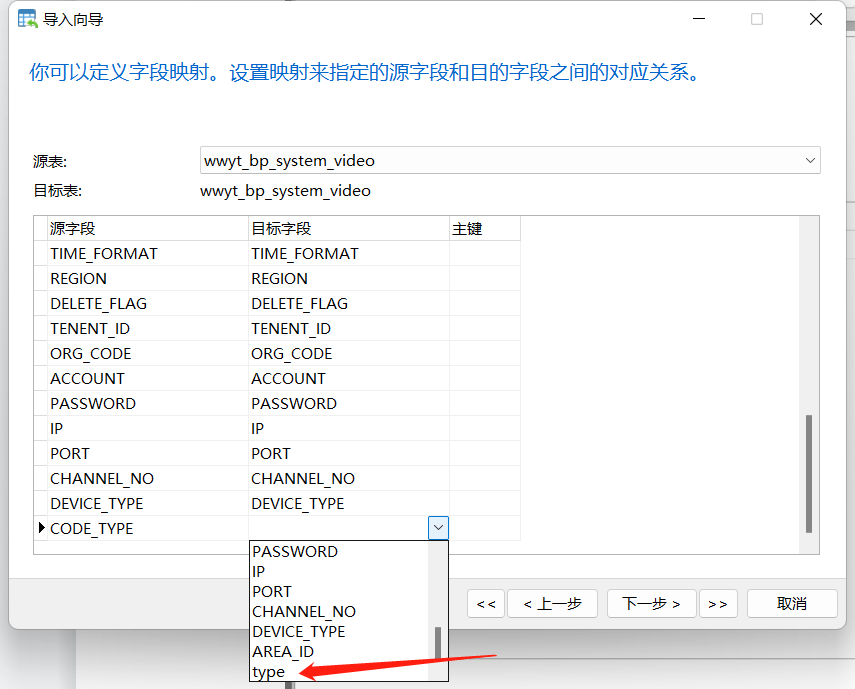 导入向导
你可以定义字段映射。设置映射来指定的源字段和目的字段之间的对应关系。
源表: wwyt_bp_system_video
目标表: wwyt_bp_system_video
源字段 目标字段 主键
TIME_FORMAT TIME_FORMAT
REGION REGION
DELETE_FLAG DELETE_FLAG
TENENT_ID TENENT_ID
ORG_CODE ORG_CODE
ACCOUNT ACCOUNT
PASSWORD PASSWORD
IP IP
PORT PORT
CHANNEL_NO CHANNEL_NO
DEVICE_TYPE DEVICE_TYPE
CODE_TYPE
PASSWORD
IP
PORT
CHANNEL_NO
DEVICE_TYPE
AREA_ID
type
<< < 上一步 下一步 > >> 取消